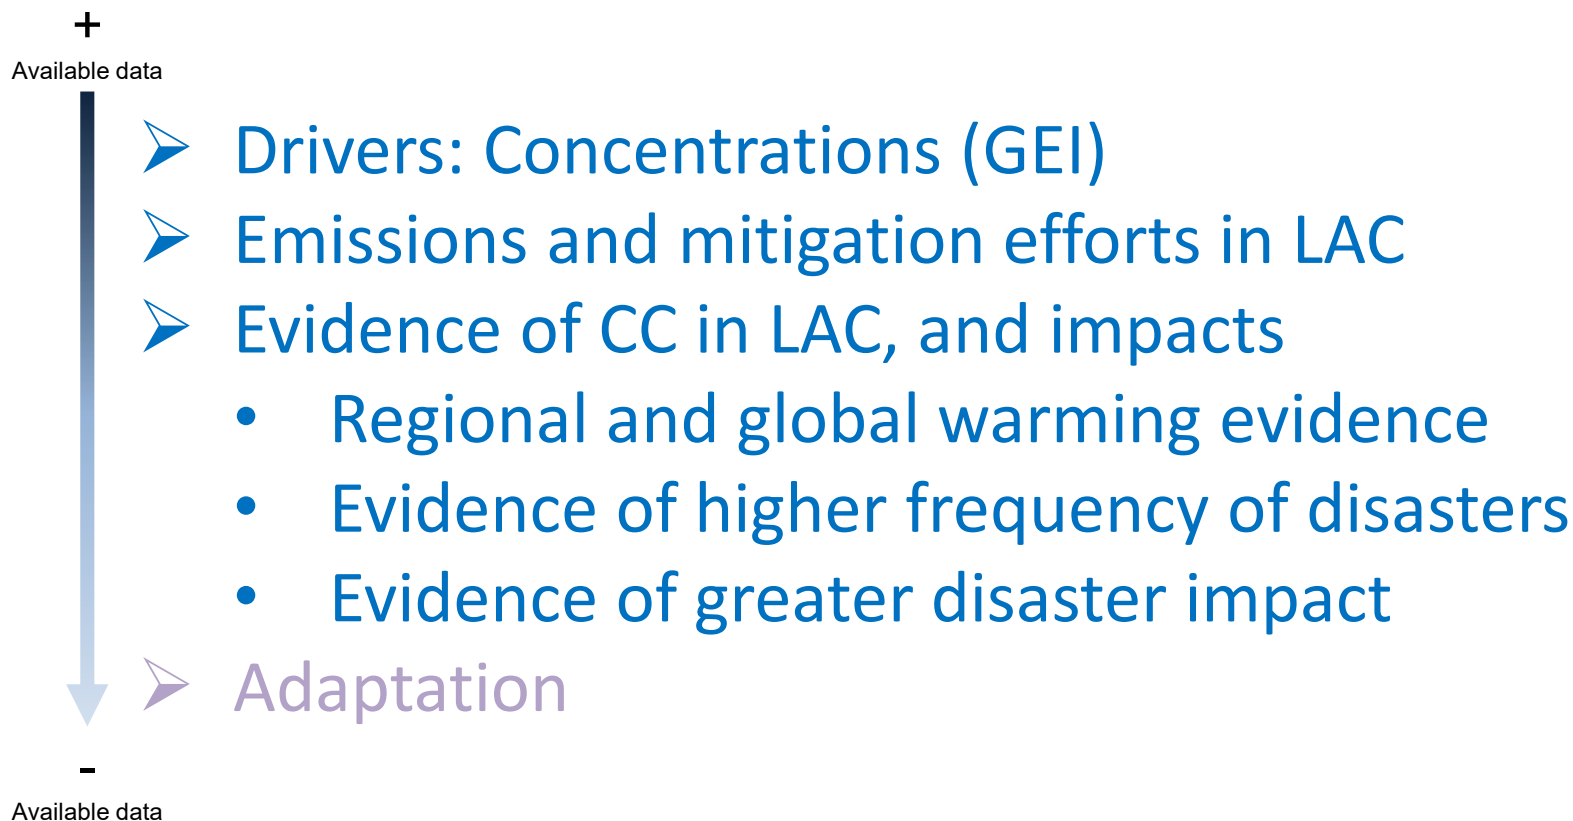 +
Available data
➢ Drivers: Concentrations (GEI)
➢ Emissions and mitigation efforts in LAC
➢ Evidence of CC in LAC, and impacts
• Regional and global warming evidence
• Evidence of higher frequency of disasters
• Evidence of greater disaster impact
➢ Adaptation
-
Available data